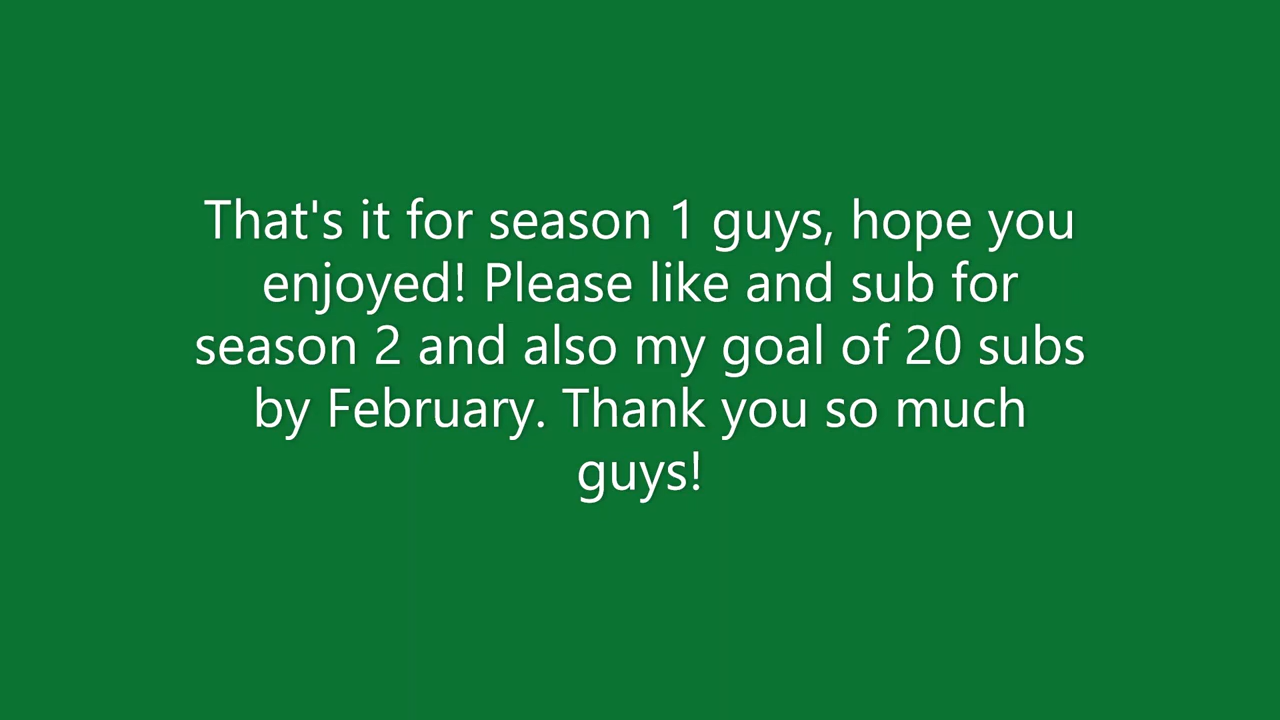 That's it for season 1 guys, hope you
enjoyed! Please like and sub for
season 2 and also my goal of 20 subs
by February. Thank you so much
guys!